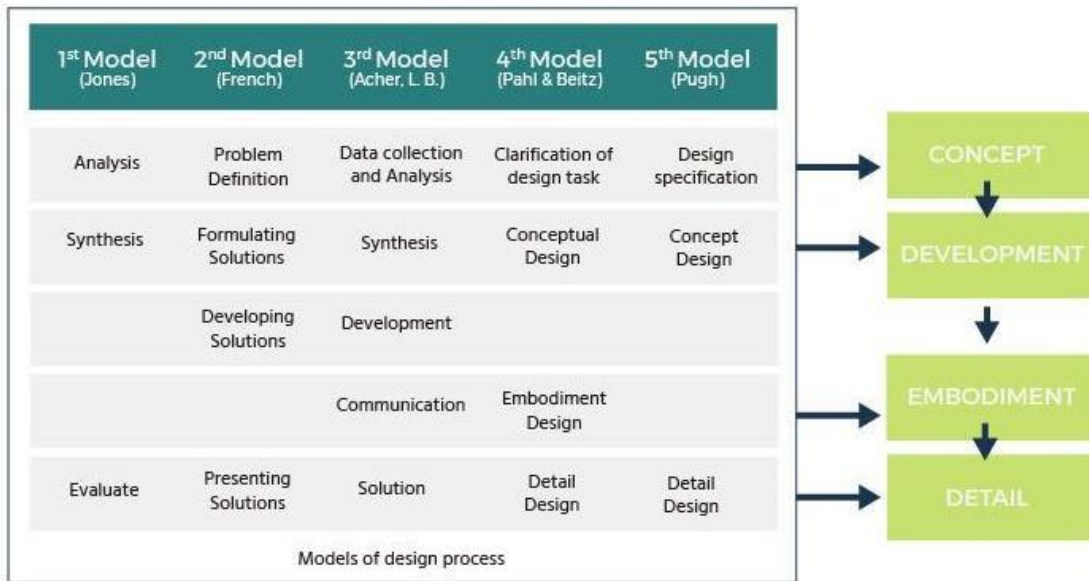 1st Model 2nd Model 3rd Model 4th Model 5th Model
(Jones) (French) (Acher, L. B.) (Pahl & Beitz) (Pugh)
Analysis
Problem
Definition
Data collection
and Analysis
Clarification of
design task
Design
specification
CONCEPT
Synthesis
Formulating
Solutions
Synthesis
Conceptual
Design
Concept
Design
DEVELOPMENT
Developing
Solutions
Development
Communication
Embodiment
Design
EMBODIMENT
Evaluate
Presenting
Solutions
Solution
Detail
Design
Detail
Design
DETAIL
Models of design process